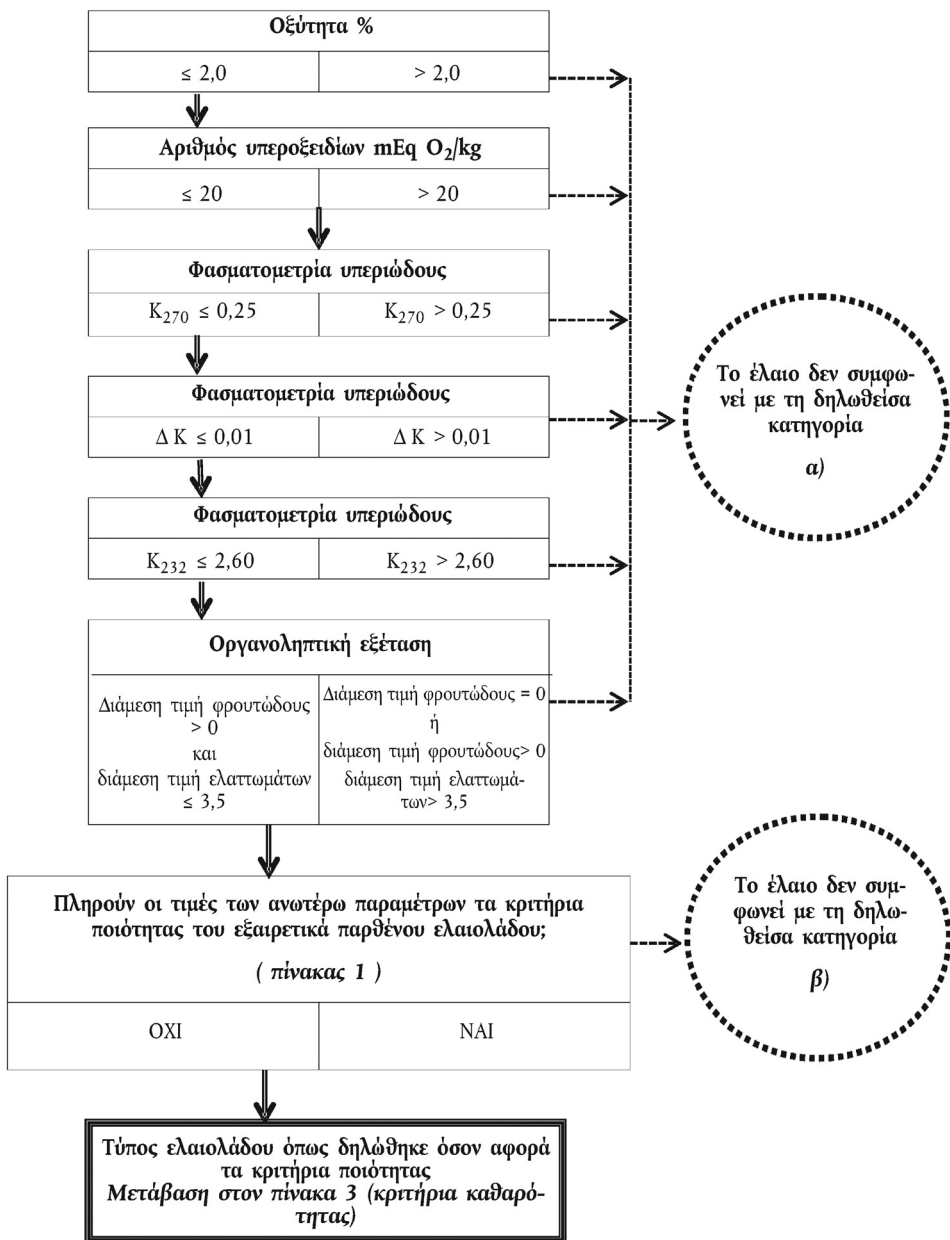 Οξύτητα %
≤ 2,0
> 2,0
Αριθμός υπεροξειδίων mEq O₂/kg
≤ 20
> 20
Φασματομετρία υπεριώδους
K₂₇₀ ≤ 0,25
K₂₇₀ > 0,25
Φασματομετρία υπεριώδους
Δ K ≤ 0,01
Δ K > 0,01
Φασματομετρία υπεριώδους
K₂₃₂ ≤ 2,60
K₂₃₂ > 2,60
Οργανοληπτική εξέταση
Διάμεση τιμή φρουτώδους
> 0
και
διάμεση τιμή ελαττωμάτων
≤ 3,5
Διάμεση τιμή φρουτώδους = 0
ή
διάμεση τιμή φρουτώδους> 0
διάμεση τιμή ελαττωμά-
των> 3,5
Το έλαιο δεν συμφω-
νεί με τη δηλωθείσα
κατηγορία
α)
Πληρούν οι τιμές των ανωτέρω παραμέτρων τα κριτήρια
ποιότητας του εξαιρετικά παρθένου ελαιολάδου;
( πίνακας 1 )
ΟΧΙ
ΝΑΙ
Το έλαιο δεν συμ-
φωνεί με τη δηλω-
θείσα κατηγορία
β)
Τύπος ελαιολάδου όπως δηλώθηκε όσον αφορά
τα κριτήρια ποιότητας
Μετάβαση στον πίνακα 3 (κριτήρια καθαρό-
τητας)